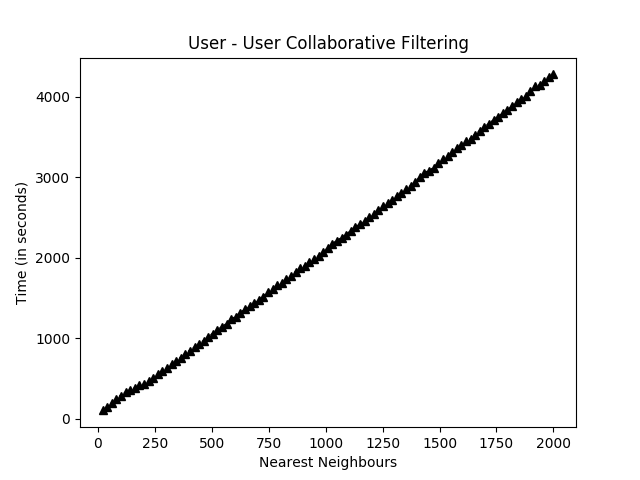 User - User Collaborative Filtering
4000
3000
2000
1000
0
Time (in seconds)
0 250 500 750 1000 1250 1500 1750 2000
Nearest Neighbours